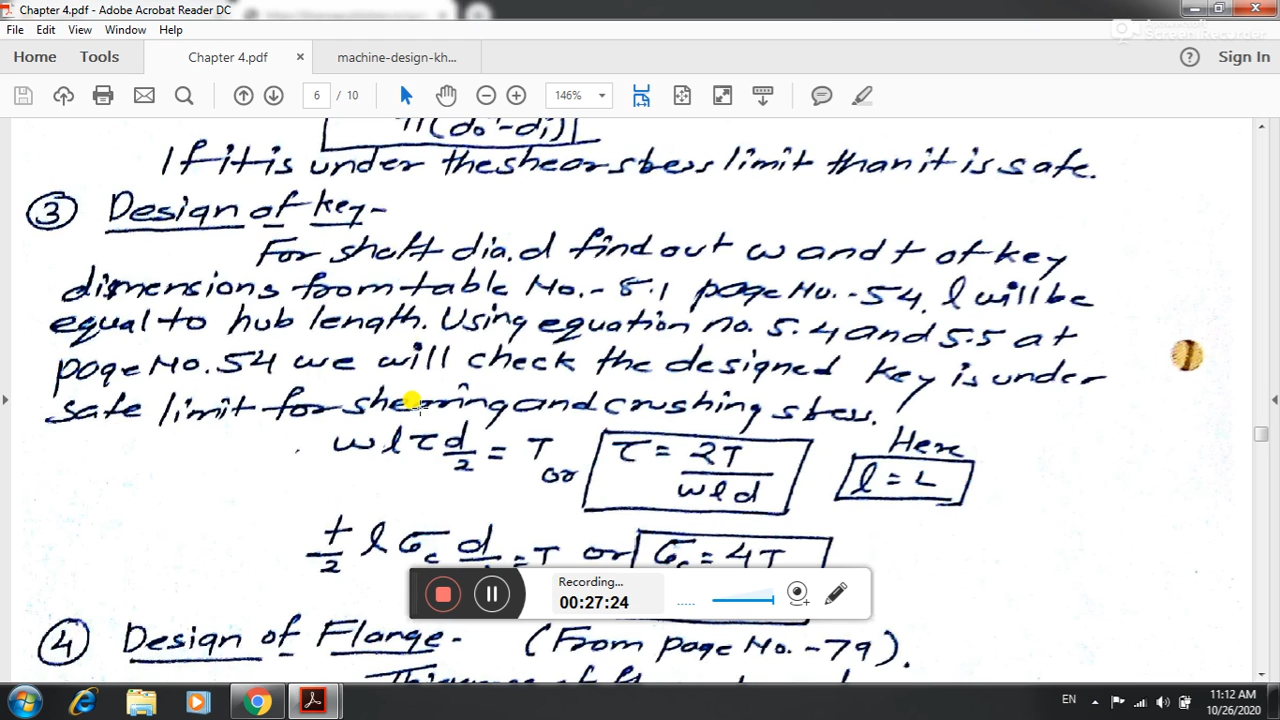 Chapter 4.pdf - Adobe Acrobat Reader DC
File Edit View Window Help
Home Tools Chapter 4.pdf × machine-design-kh... Sign In
6 / 10 146%
π(do -di)
If it is under the shear stress limit than it is safe.
③ Design of key-
For shaft dia. d find out w and t of key
dimensions from table No.- 5.1 page No.-54. l will be
equal to hub length. Using equation no. 5.4 and 5.5 at
page No. 54 we will check the designed key is under
safe limit for shearing and crushing stress.
w l τ d/2 = T or τ = 2T/wld Here l = L
t/2 l σc d = T or σc = 4T
Recording...
00:27:24
④ Design of Flange- (From page No.-79).
EN 11:12 AM
10/26/2020